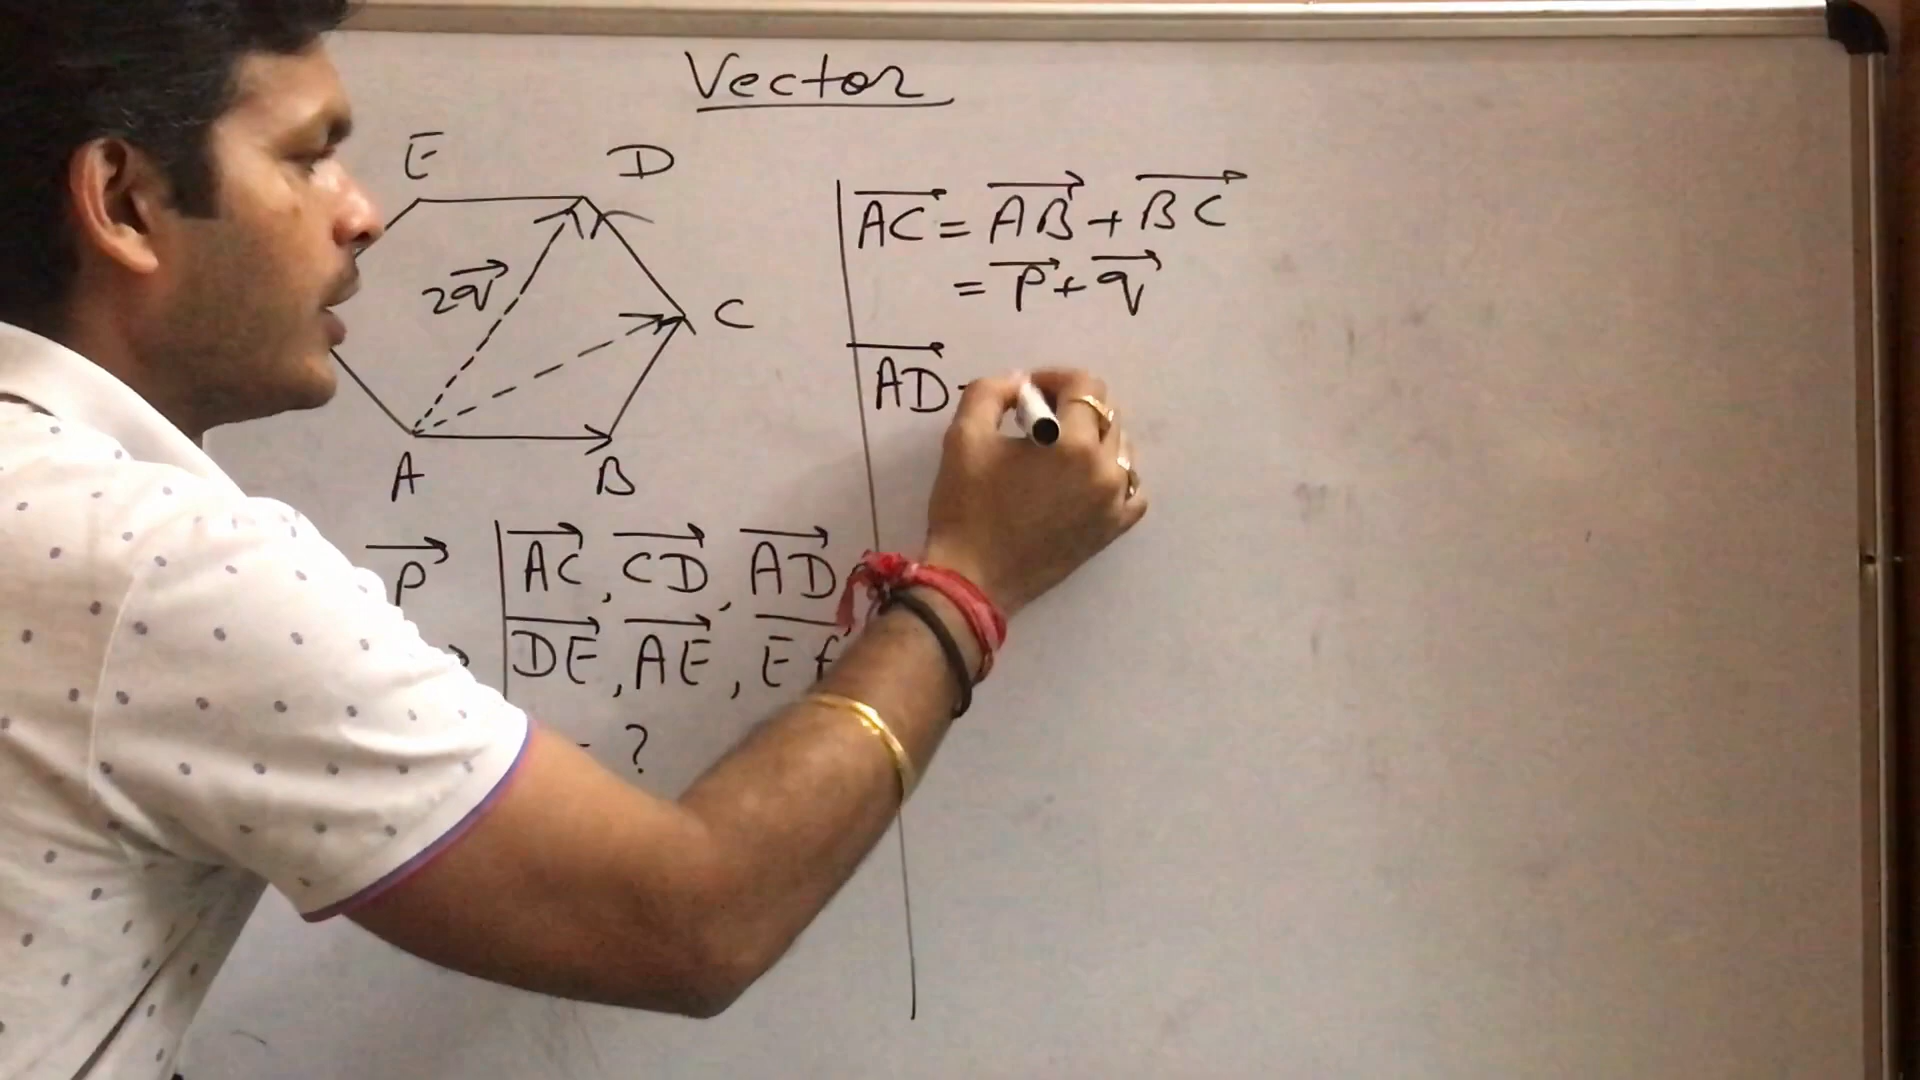 Vector
E D
2q⃗
C
A B
AC⃗ = AB⃗ + BC⃗
= p⃗ + q⃗
AD⃗
p⃗
AC⃗, CD⃗, AD⃗
DE⃗, AE⃗, EF⃗
?